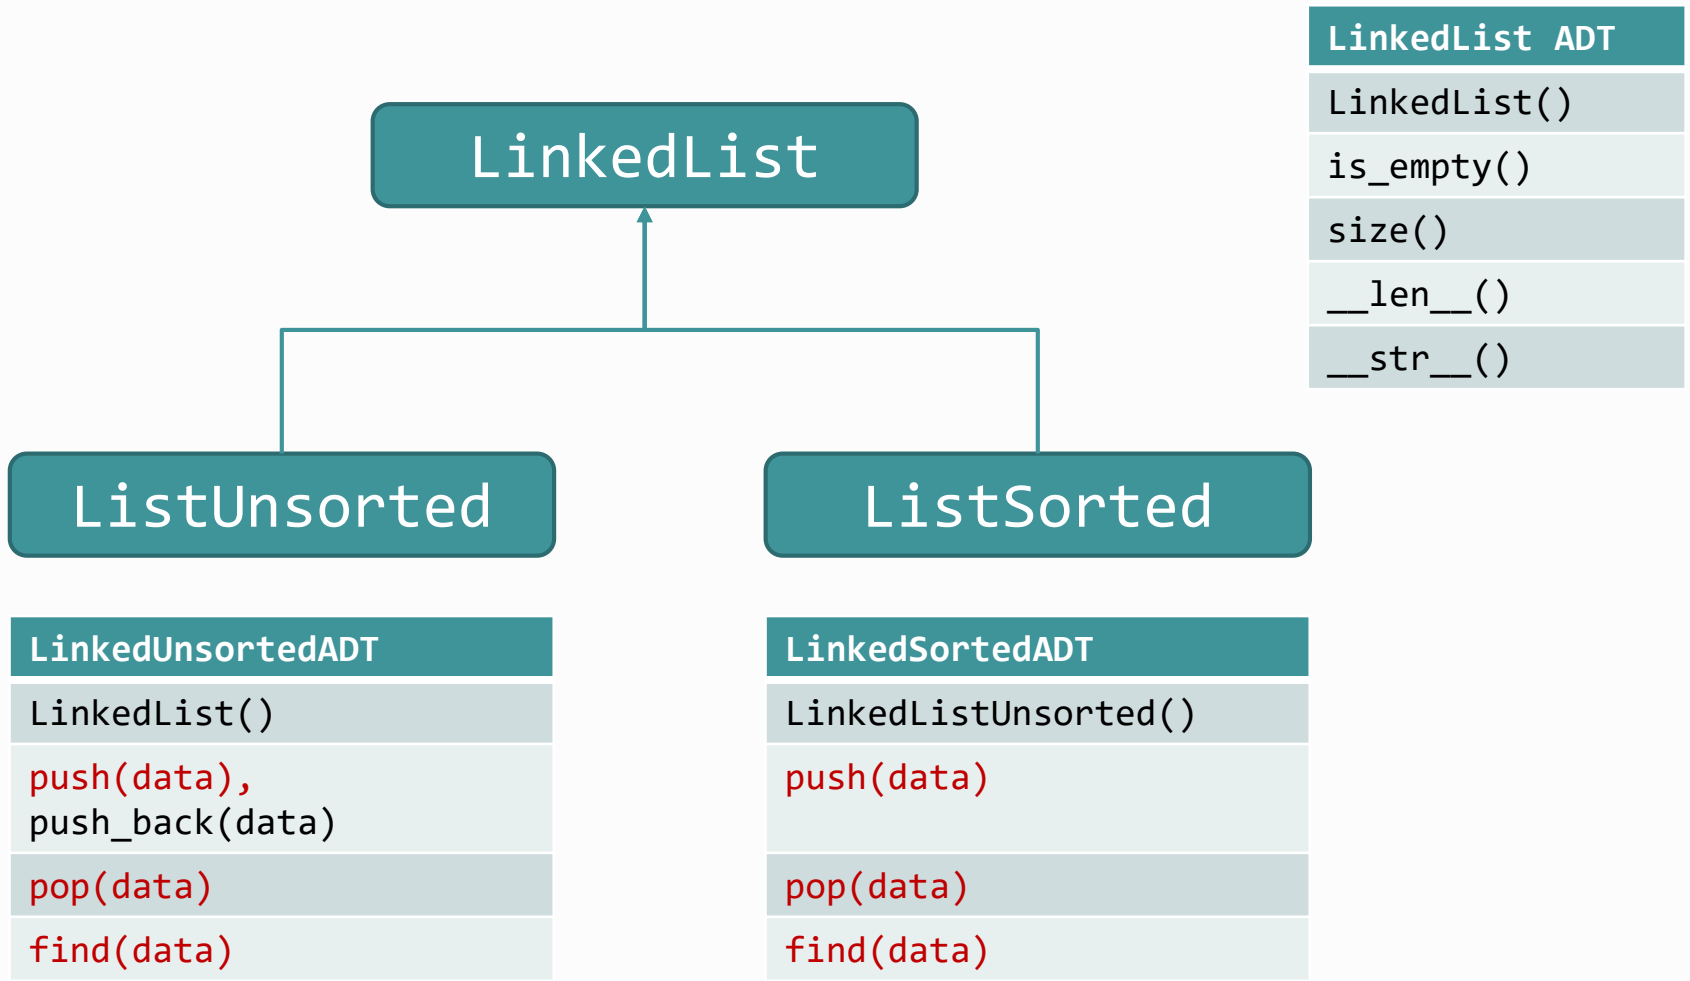 LinkedList
ListUnsorted
ListSorted
LinkedList ADT
LinkedList()
is_empty()
size()
__len__()
__str__()
LinkedUnsortedADT
LinkedList()
push(data),
push_back(data)
pop(data)
find(data)
LinkedSortedADT
LinkedListUnsorted()
push(data)
pop(data)
find(data)